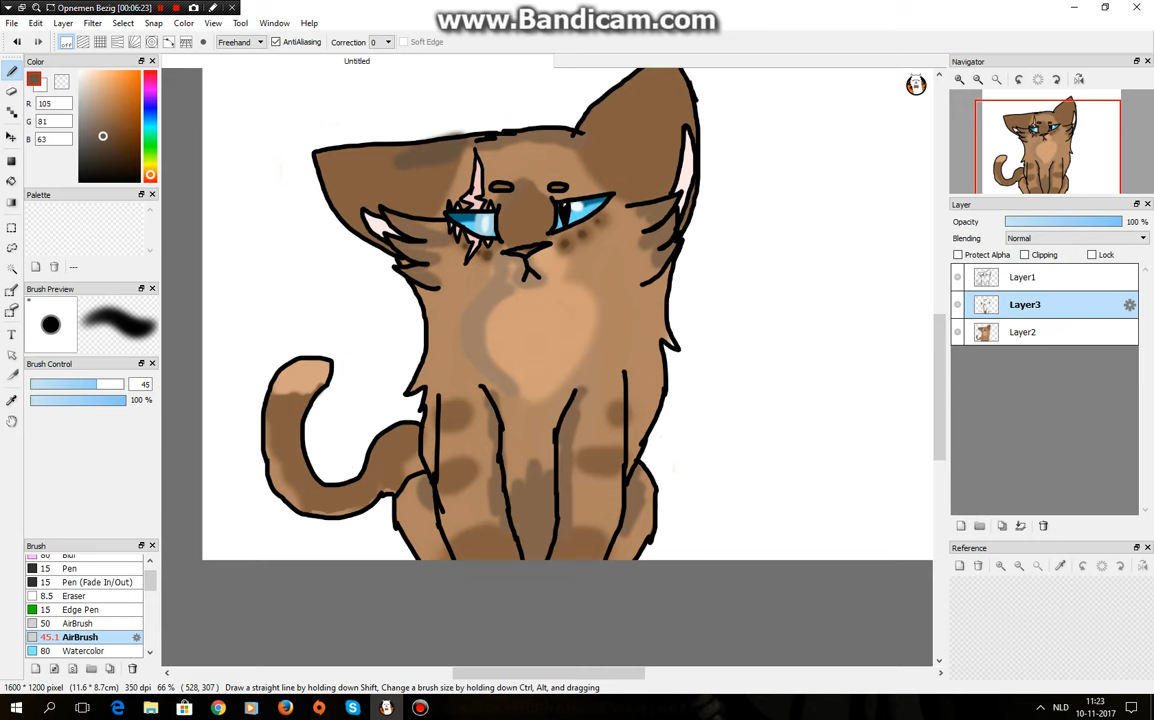 Opnemen Bezig [00:06:23]
www.Bandicam.com
File Edit Layer Filter Select Snap Color View Tool Window Help
off Freehand AntiAliasing Correction 0 Soft Edge
Untitled
Color
R 105
G 81
B 63
Palette
---
Brush Preview
Brush Control
45
100 %
Brush
80 Blur
15 Pen
15 Pen (Fade In/Out)
8.5 Eraser
15 Edge Pen
50 AirBrush
45.1 AirBrush
80 Watercolor
Navigator
Layer
Opacity 100 %
Blending Normal
Protect Alpha Clipping Lock
Layer1
Layer3
Layer2
Reference
1600 * 1200 pixel (11.6 * 8.7cm) 350 dpi 66 % ( 528, 307 ) Draw a straight line by holding down Shift, Change a brush size by holding down Ctrl, Alt, and dragging
NLD
11:23
10-11-2017